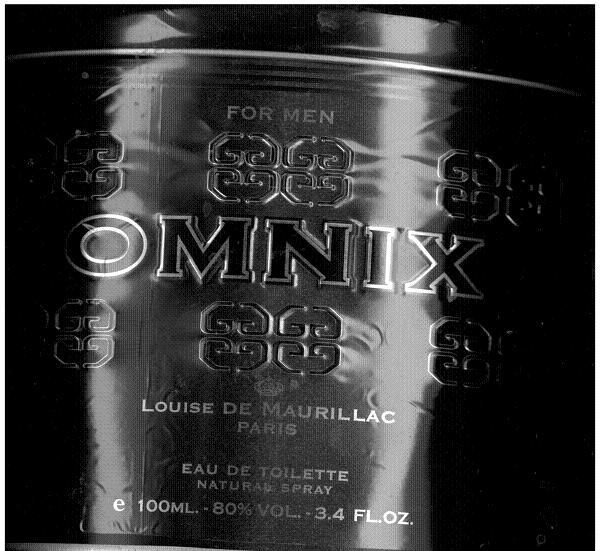 FOR MEN
OMNIX
LOUISE DE MAURILLAC
PARIS
EAU DE TOILETTE
NATURAL SPRAY
e 100ML. - 80% VOL. - 3.4 FL.OZ.